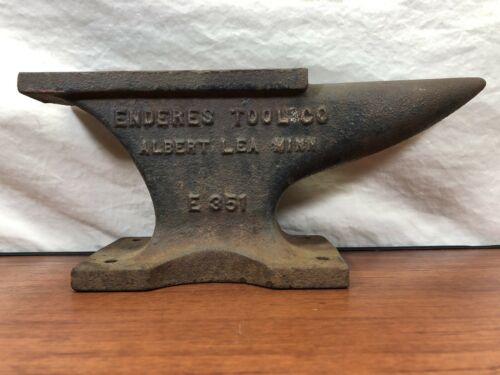 ENDERES TOOL CO
ALBERT LEA MINN
E 351